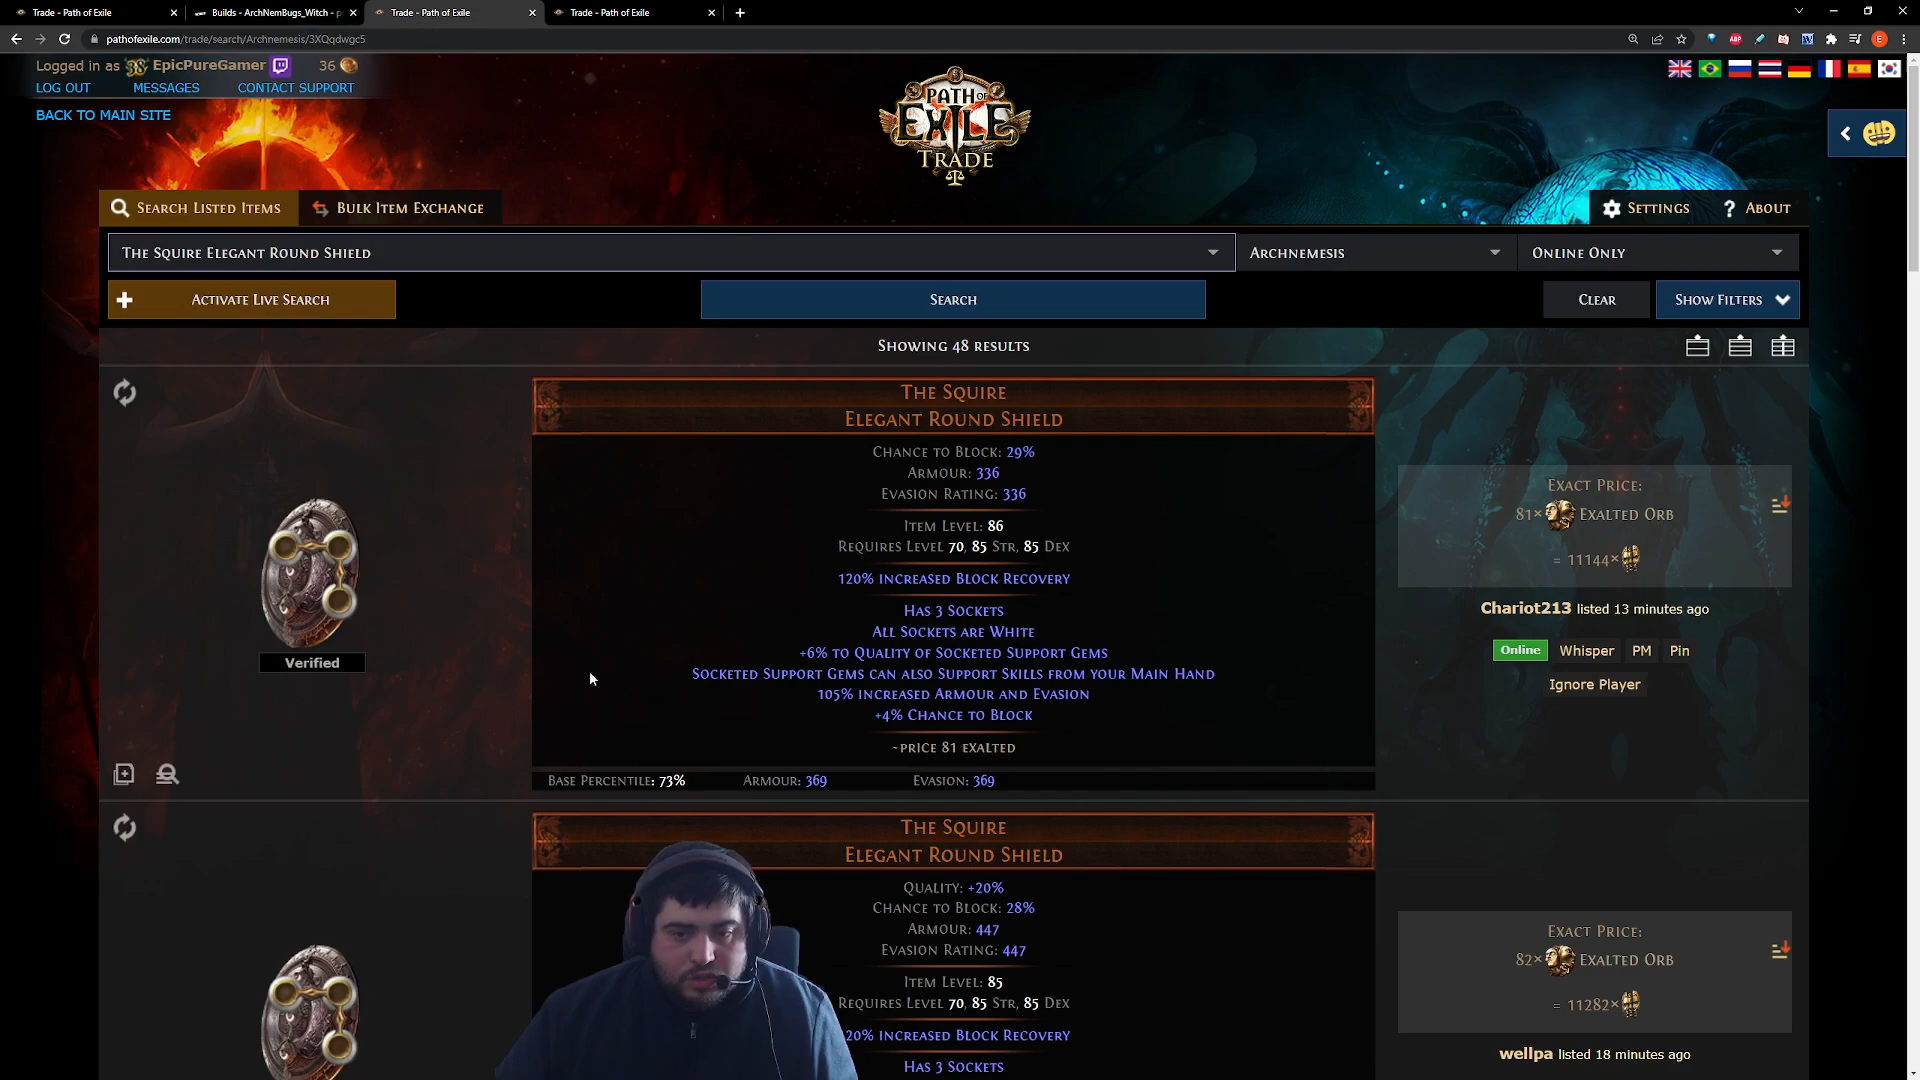 Trade - Path of Exile
Builds - ArchNemBugs_Witch -
Trade - Path of Exile
Trade - Path of Exile
pathofexile.com/trade/search/Archnemesis/3XQqdwgc5
Logged in as EpicPureGamer 36
LOG OUT MESSAGES CONTACT SUPPORT
BACK TO MAIN SITE
PATH OF EXILE TRADE
SEARCH LISTED ITEMS
BULK ITEM EXCHANGE
SETTINGS
? ABOUT
THE SQUIRE ELEGANT ROUND SHIELD
ARCHNEMESIS
ONLINE ONLY
ACTIVATE LIVE SEARCH
SEARCH
CLEAR
SHOW FILTERS
SHOWING 48 RESULTS
THE SQUIRE
ELEGANT ROUND SHIELD
CHANCE TO BLOCK: 29%
ARMOUR: 336
EVASION RATING: 336
ITEM LEVEL: 86
REQUIRES LEVEL 70, 85 STR, 85 DEX
120% INCREASED BLOCK RECOVERY
HAS 3 SOCKETS
ALL SOCKETS ARE WHITE
+6% TO QUALITY OF SOCKETED SUPPORT GEMS
SOCKETED SUPPORT GEMS CAN ALSO SUPPORT SKILLS FROM YOUR MAIN HAND
105% INCREASED ARMOUR AND EVASION
+4% CHANCE TO BLOCK
~PRICE 81 EXALTED
BASE PERCENTILE: 73% ARMOUR: 369 EVASION: 369
Verified
EXACT PRICE:
81× EXALTED ORB
= 11144×
Chariot213 listed 13 minutes ago
Online Whisper PM Pin
Ignore Player
THE SQUIRE
ELEGANT ROUND SHIELD
QUALITY: +20%
CHANCE TO BLOCK: 28%
ARMOUR: 447
EVASION RATING: 447
ITEM LEVEL: 85
REQUIRES LEVEL 70, 85 STR, 85 DEX
20% INCREASED BLOCK RECOVERY
HAS 3 SOCKETS
EXACT PRICE:
82× EXALTED ORB
= 11282×
wellpa listed 18 minutes ago